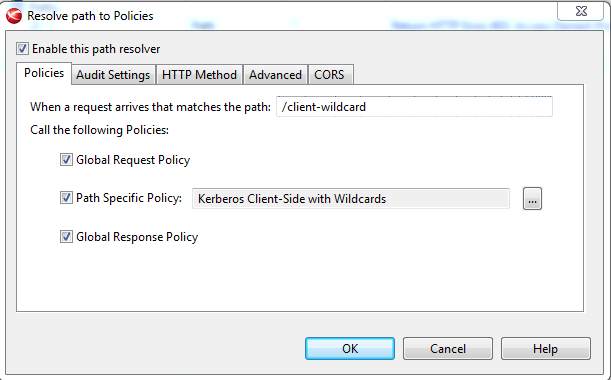 Resolve path to Policies
Enable this path resolver
Policies Audit Settings HTTP Method Advanced CORS
When a request arrives that matches the path: /client-wildcard
Call the following Policies:
Global Request Policy
Path Specific Policy: Kerberos Client-Side with Wildcards ...
Global Response Policy
OK Cancel Help